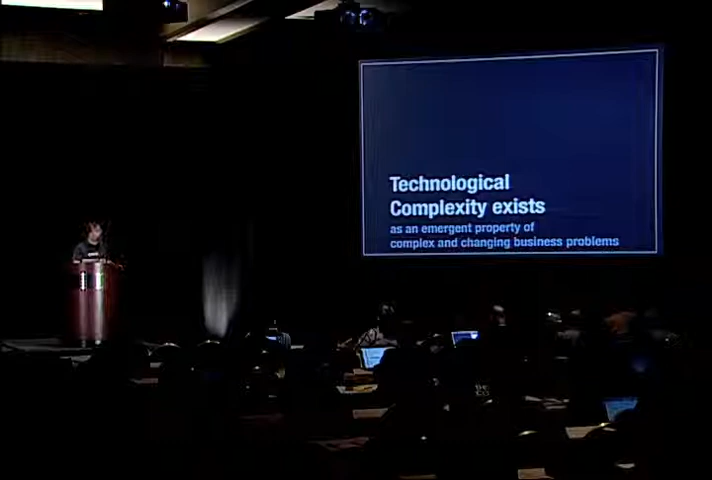 Technological
Complexity exists
as an emergent property of
complex and changing business problems